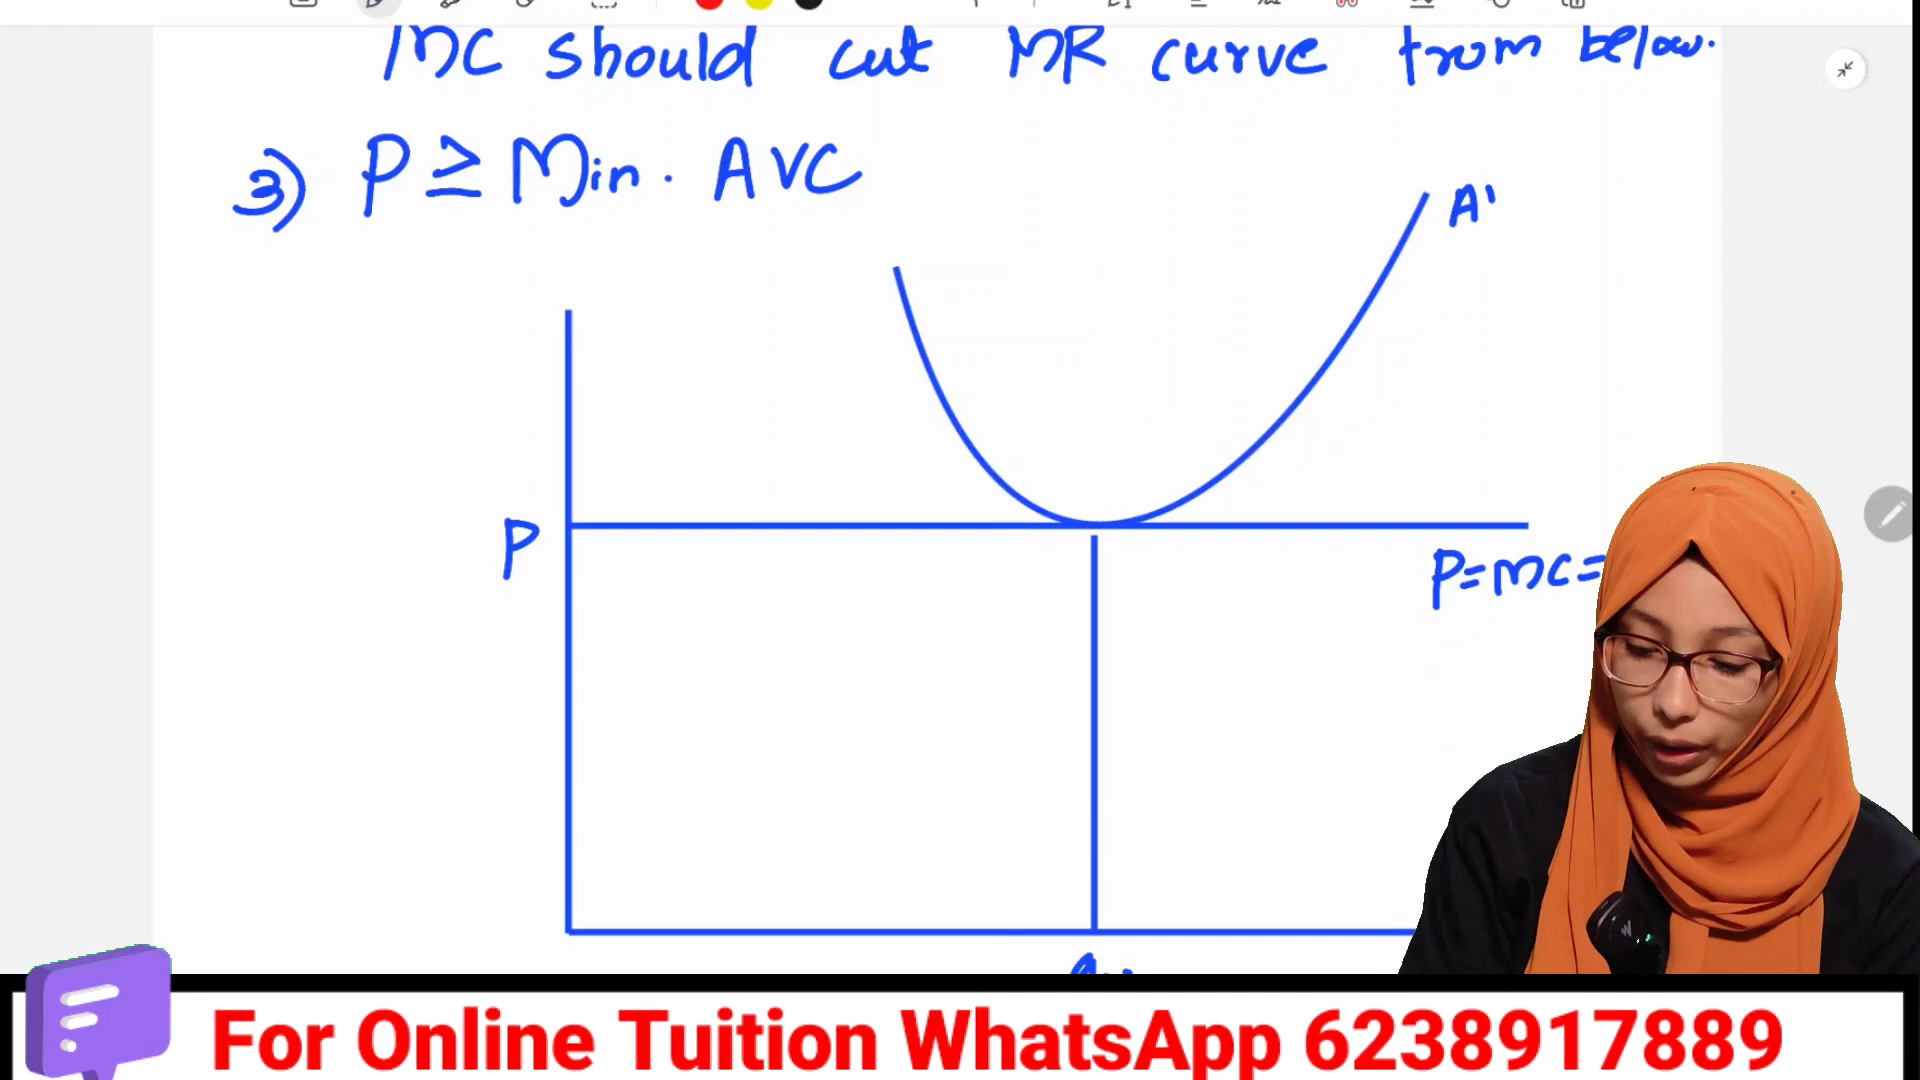 MC should cut MR curve from below.
3) P ≥ Min. AVC
A'
P
P=MC=
For Online Tuition WhatsApp 6238917889